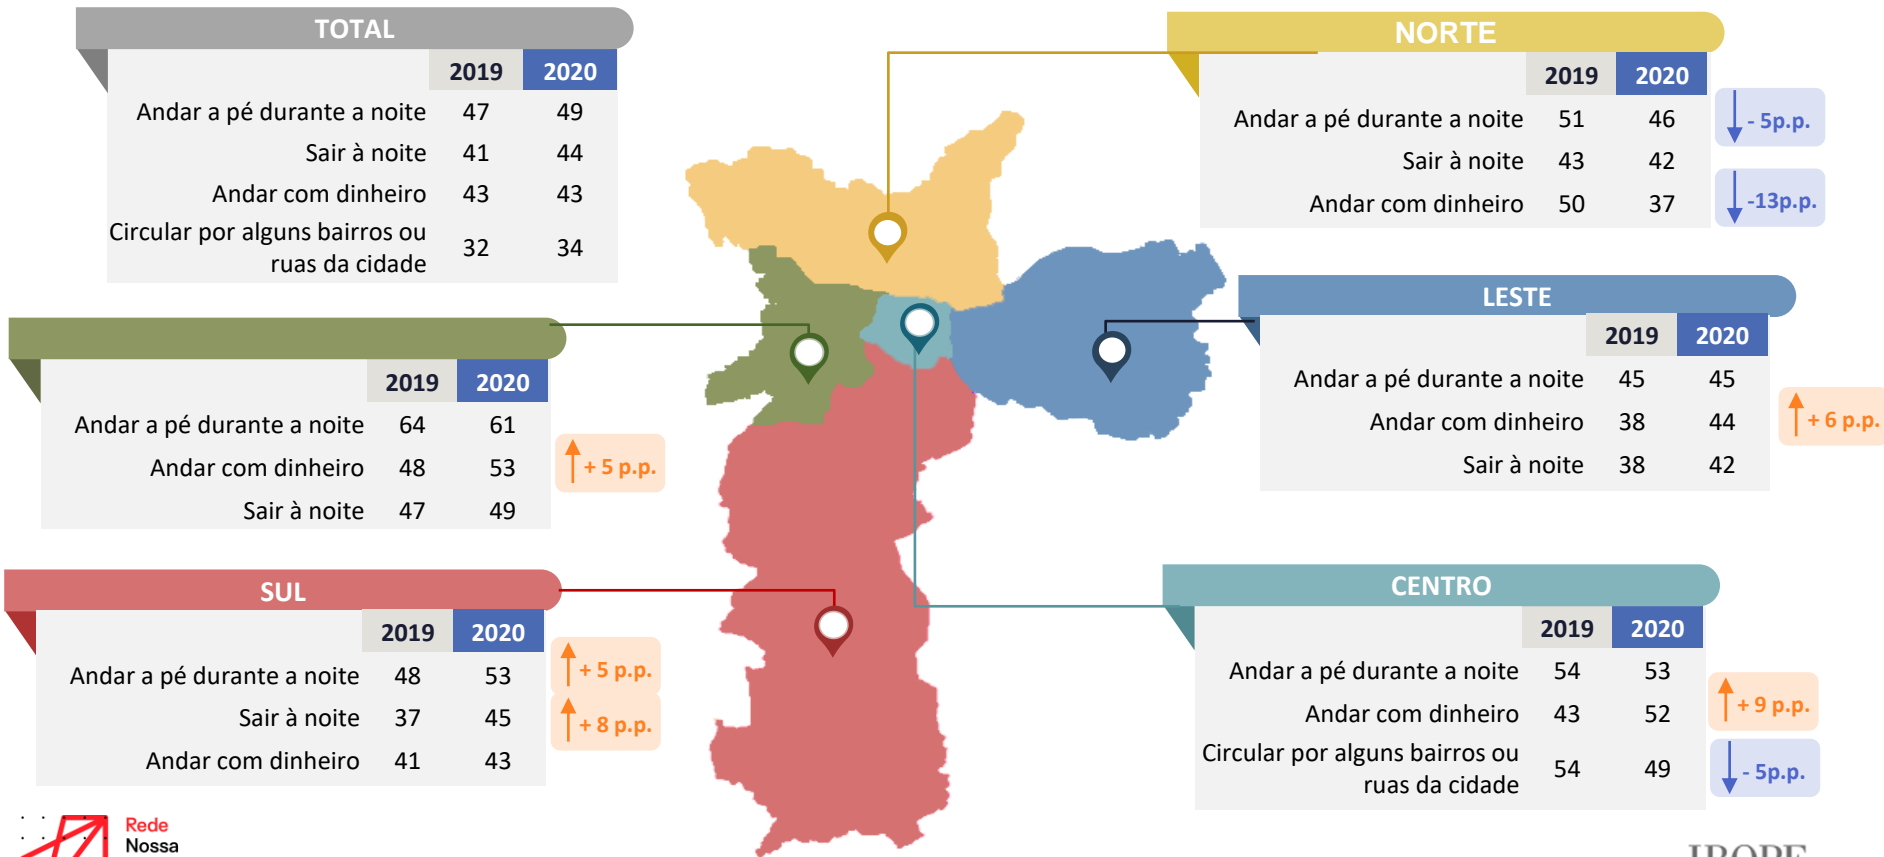 TOTAL
2019 2020
Andar a pé durante a noite 47 49
Sair à noite 41 44
Andar com dinheiro 43 43
Circular por alguns bairros ou
ruas da cidade 32 34
NORTE
2019 2020
Andar a pé durante a noite 51 46
- 5p.p.
Sair à noite 43 42
Andar com dinheiro 50 37
-13p.p.
LESTE
2019 2020
Andar a pé durante a noite 45 45
Andar com dinheiro 38 44
+ 6 p.p.
Sair à noite 38 42
2019 2020
Andar a pé durante a noite 64 61
Andar com dinheiro 48 53
+ 5 p.p.
Sair à noite 47 49
SUL
2019 2020
Andar a pé durante a noite 48 53
+ 5 p.p.
Sair à noite 37 45
+ 8 p.p.
Andar com dinheiro 41 43
CENTRO
2019 2020
Andar a pé durante a noite 54 53
Andar com dinheiro 43 52
+ 9 p.p.
Circular por alguns bairros ou
ruas da cidade 54 49
- 5p.p.
Rede
Nossa
IBOPE